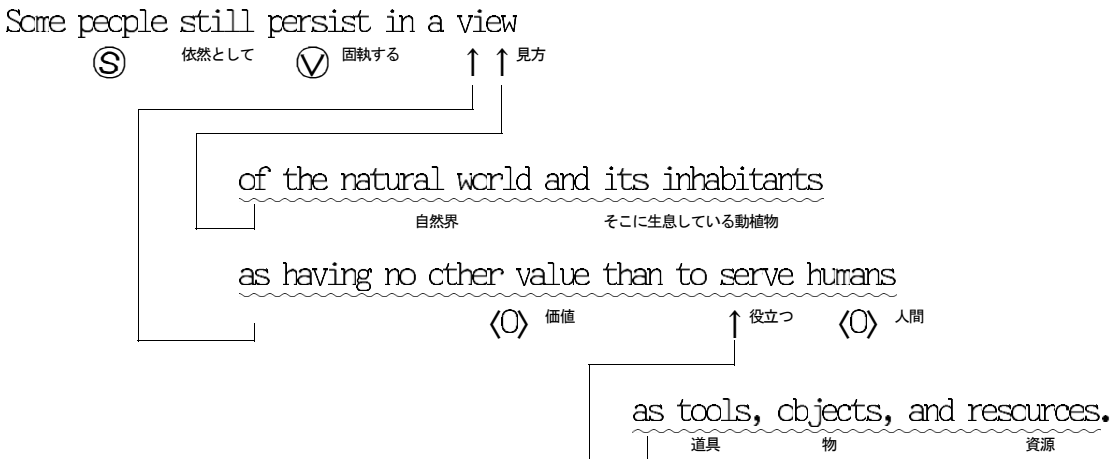 Some people still persist in a view
Ⓢ 依然として Ⓥ 固執する ↑ ↑ 見方
of the natural world and its inhabitants
自然界 そこに生息している動植物
as having no other value than to serve humans
〈O〉 価値 ↑ 役立つ 〈O〉 人間
as tools, objects, and resources.
道具 物 資源